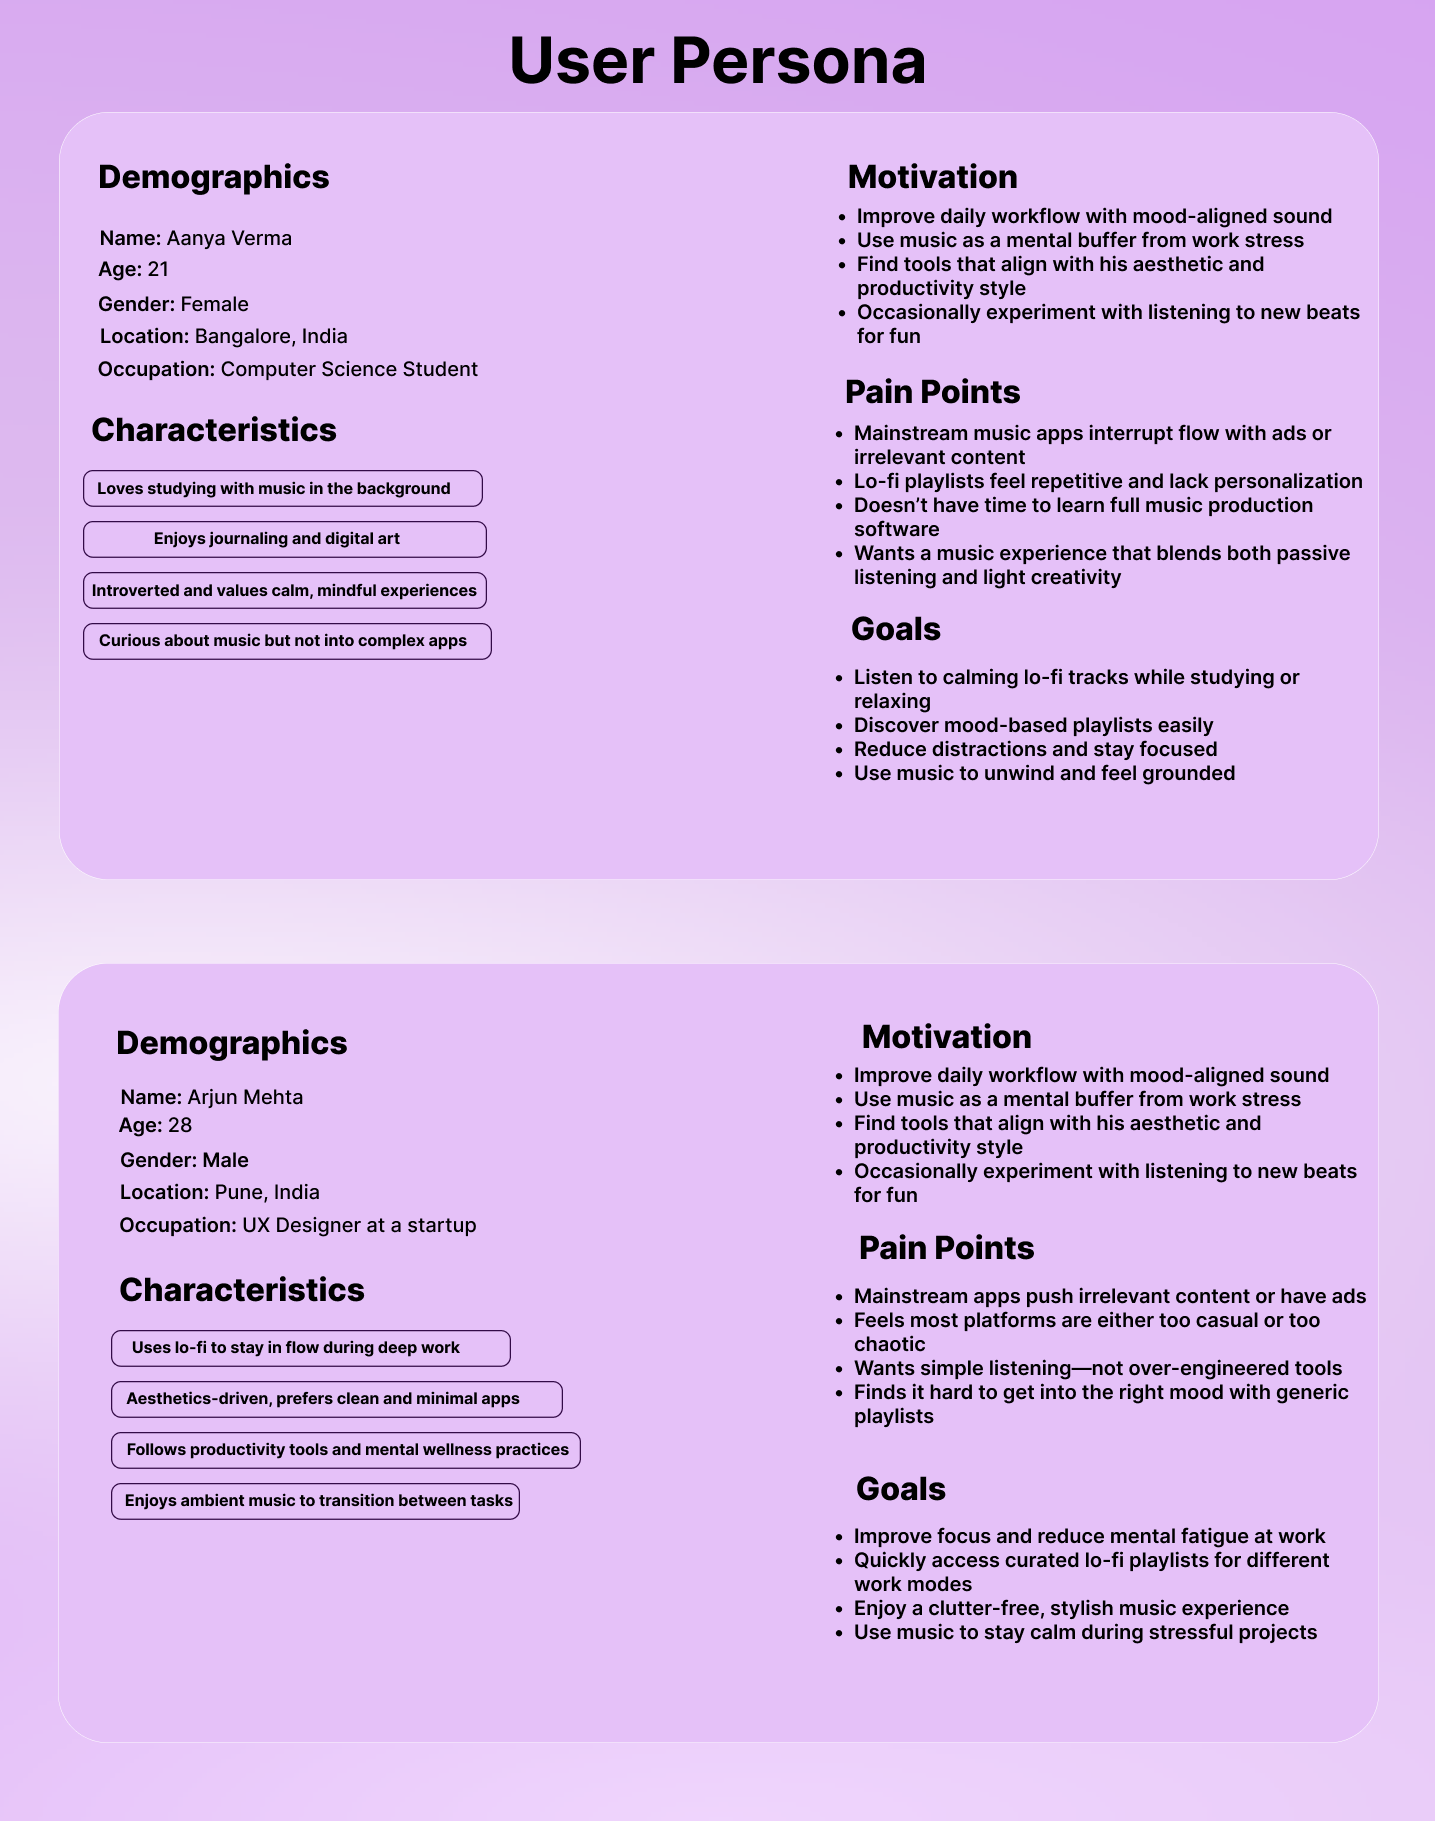 User Persona
Demographics
Name: Aanya Verma
Age: 21
Gender: Female
Location: Bangalore, India
Occupation: Computer Science Student
Characteristics
Loves studying with music in the background
Enjoys journaling and digital art
Introverted and values calm, mindful experiences
Curious about music but not into complex apps
Motivation
• Improve daily workflow with mood-aligned sound
• Use music as a mental buffer from work stress
• Find tools that align with his aesthetic and
productivity style
• Occasionally experiment with listening to new beats
for fun
Pain Points
• Mainstream music apps interrupt flow with ads or
irrelevant content
• Lo-fi playlists feel repetitive and lack personalization
• Doesn’t have time to learn full music production
software
• Wants a music experience that blends both passive
listening and light creativity
Goals
• Listen to calming lo-fi tracks while studying or
relaxing
• Discover mood-based playlists easily
• Reduce distractions and stay focused
• Use music to unwind and feel grounded
Demographics
Name: Arjun Mehta
Age: 28
Gender: Male
Location: Pune, India
Occupation: UX Designer at a startup
Characteristics
Uses lo-fi to stay in flow during deep work
Aesthetics-driven, prefers clean and minimal apps
Follows productivity tools and mental wellness practices
Enjoys ambient music to transition between tasks
Motivation
• Improve daily workflow with mood-aligned sound
• Use music as a mental buffer from work stress
• Find tools that align with his aesthetic and
productivity style
• Occasionally experiment with listening to new beats
for fun
Pain Points
• Mainstream apps push irrelevant content or have ads
• Feels most platforms are either too casual or too
chaotic
• Wants simple listening—not over-engineered tools
• Finds it hard to get into the right mood with generic
playlists
Goals
• Improve focus and reduce mental fatigue at work
• Quickly access curated lo-fi playlists for different
work modes
• Enjoy a clutter-free, stylish music experience
• Use music to stay calm during stressful projects